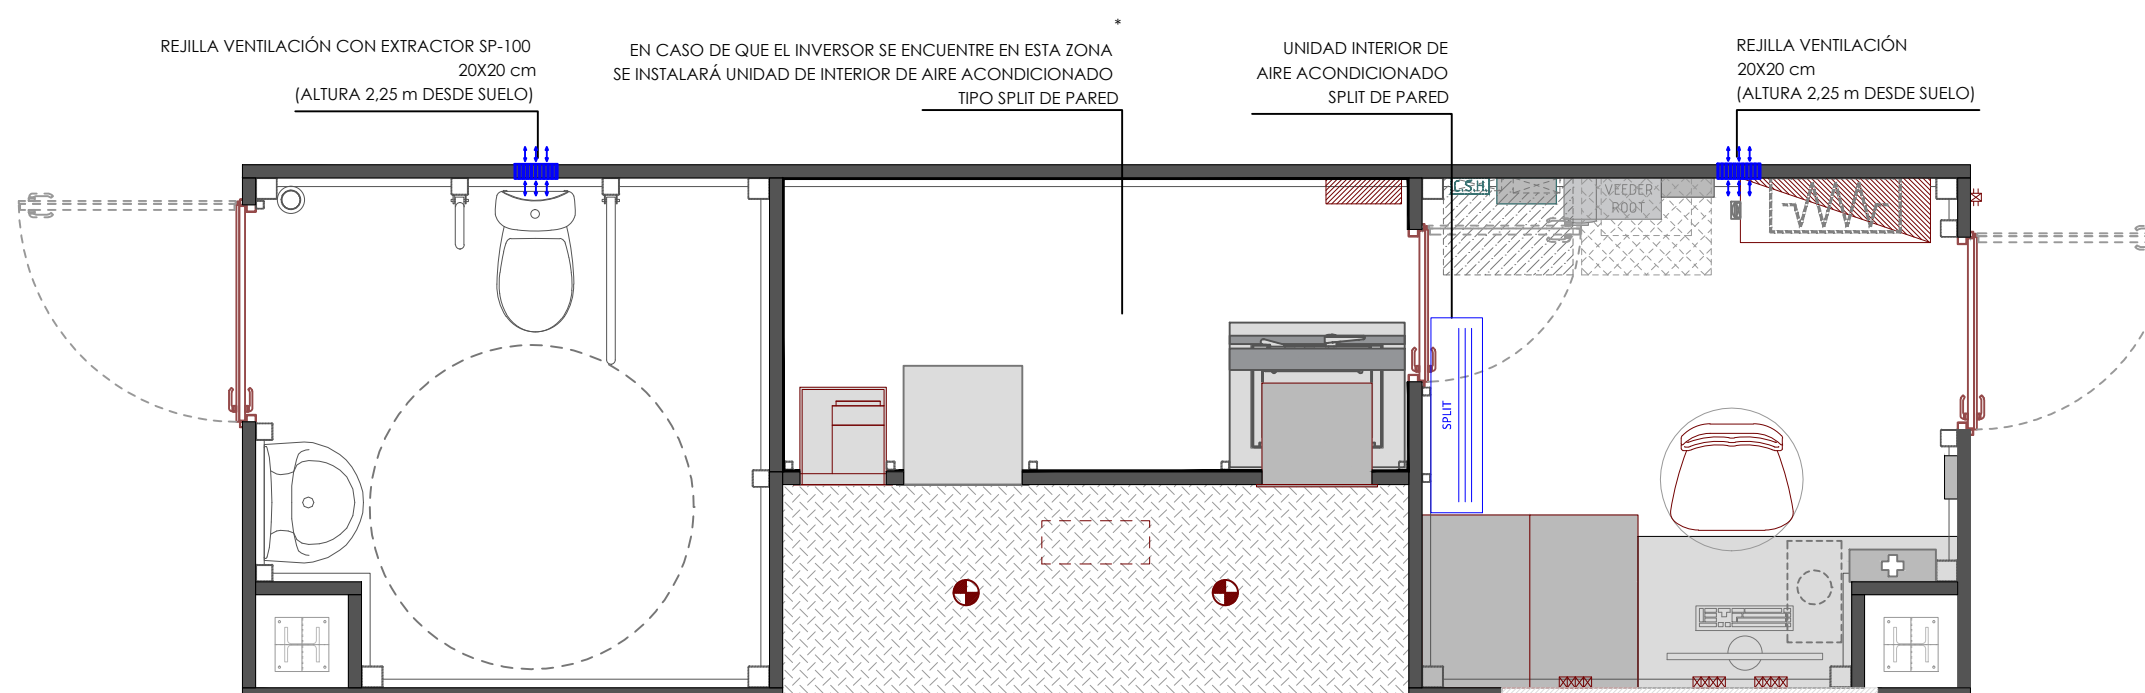 REJILLA VENTILACIÓN CON EXTRACTOR SP-100
20X20 cm
(ALTURA 2,25 m DESDE SUELO)
*
EN CASO DE QUE EL INVERSOR SE ENCUENTRE EN ESTA ZONA
SE INSTALARÁ UNIDAD DE INTERIOR DE AIRE ACONDICIONADO
TIPO SPLIT DE PARED
UNIDAD INTERIOR DE
AIRE ACONDICIONADO
SPLIT DE PARED
REJILLA VENTILACIÓN
20X20 cm
(ALTURA 2,25 m DESDE SUELO)
C.S.H.
VEEDER
ROOT
SPLIT